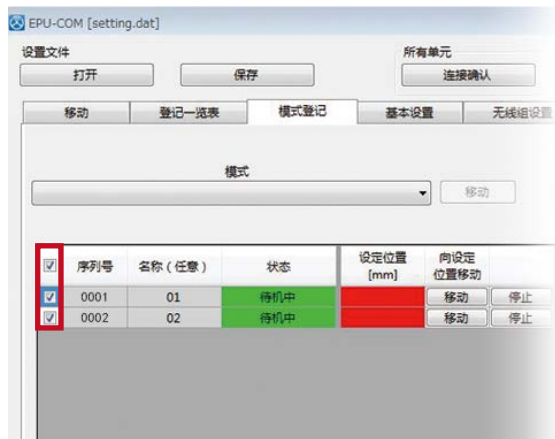 EPU-COM [setting.dat]
设置文件 所有单元
打开 保存 连接确认
移动 登记一览表 模式登记 基本设置 无线组设置
模式
移动
序列号 名称（任意） 状态 设定位置 [mm] 向设定 位置移动
0001 01 待机中 移动 停止
0002 02 待机中 移动 停止